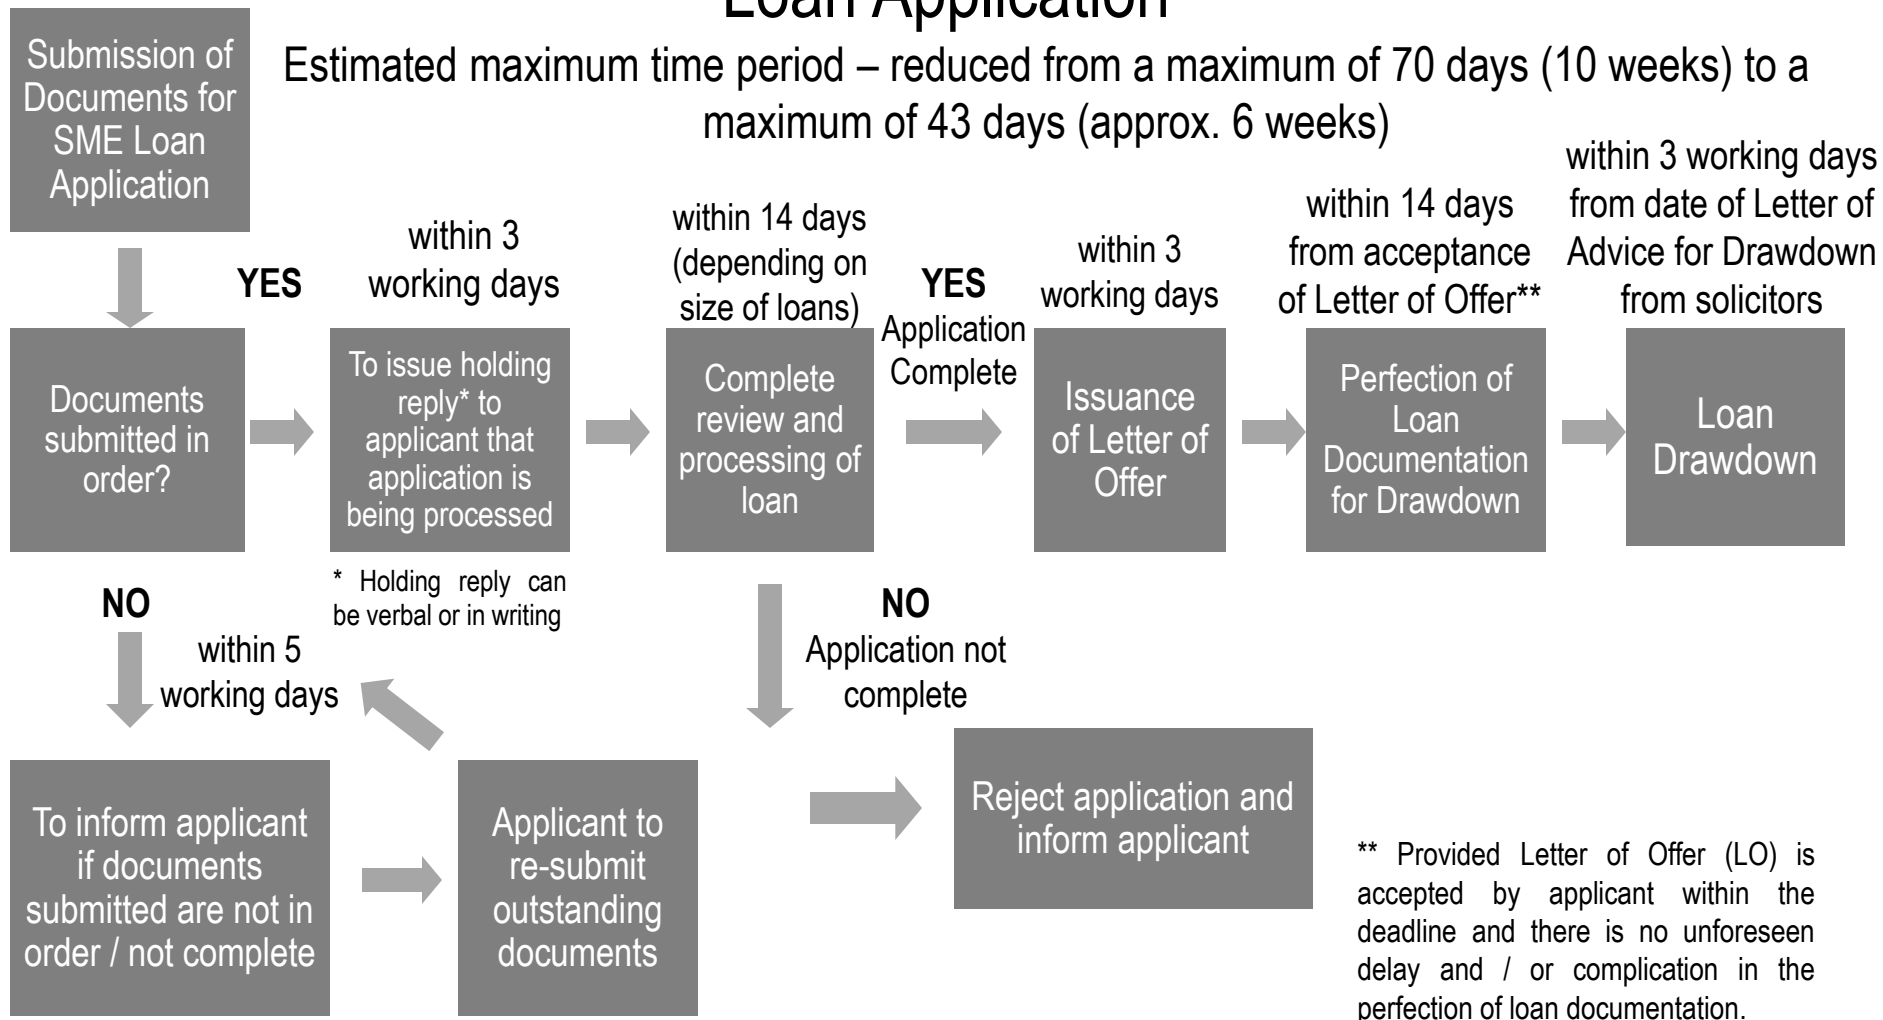 Loan Application
Estimated maximum time period – reduced from a maximum of 70 days (10 weeks) to a
maximum of 43 days (approx. 6 weeks)
Submission of
Documents for
SME Loan
Application
YES
within 3
working days
within 14 days
(depending on
size of loans)
YES
Application
Complete
within 3
working days
within 14 days
from acceptance
of Letter of Offer**
within 3 working days
from date of Letter of
Advice for Drawdown
from solicitors
Documents
submitted in
order?
To issue holding
reply* to
applicant that
application is
being processed
Complete
review and
processing of
loan
Issuance
of Letter of
Offer
Perfection of
Loan
Documentation
for Drawdown
Loan
Drawdown
* Holding reply can
be verbal or in writing
NO
within 5
working days
NO
Application not
complete
To inform applicant
if documents
submitted are not in
order / not complete
Applicant to
re-submit
outstanding
documents
Reject application and
inform applicant
** Provided Letter of Offer (LO) is
accepted by applicant within the
deadline and there is no unforeseen
delay and / or complication in the
perfection of loan documentation.